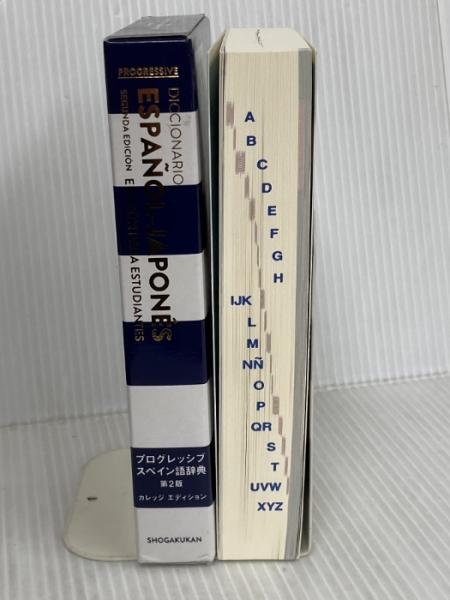 PROGRESSIVE
DICCIONARIO
ESPAÑOL-JAPONÉS
SEGUNDA EDICIÓN
ESTUDIANTES
プログレッシブ
スペイン語辞典
第2版
カレッジ エディション
SHOGAKUKAN
A
B
C
D
E
F
G
H
IJK
L
M
NÑ
O
P
QR
S
T
UVW
XYZ